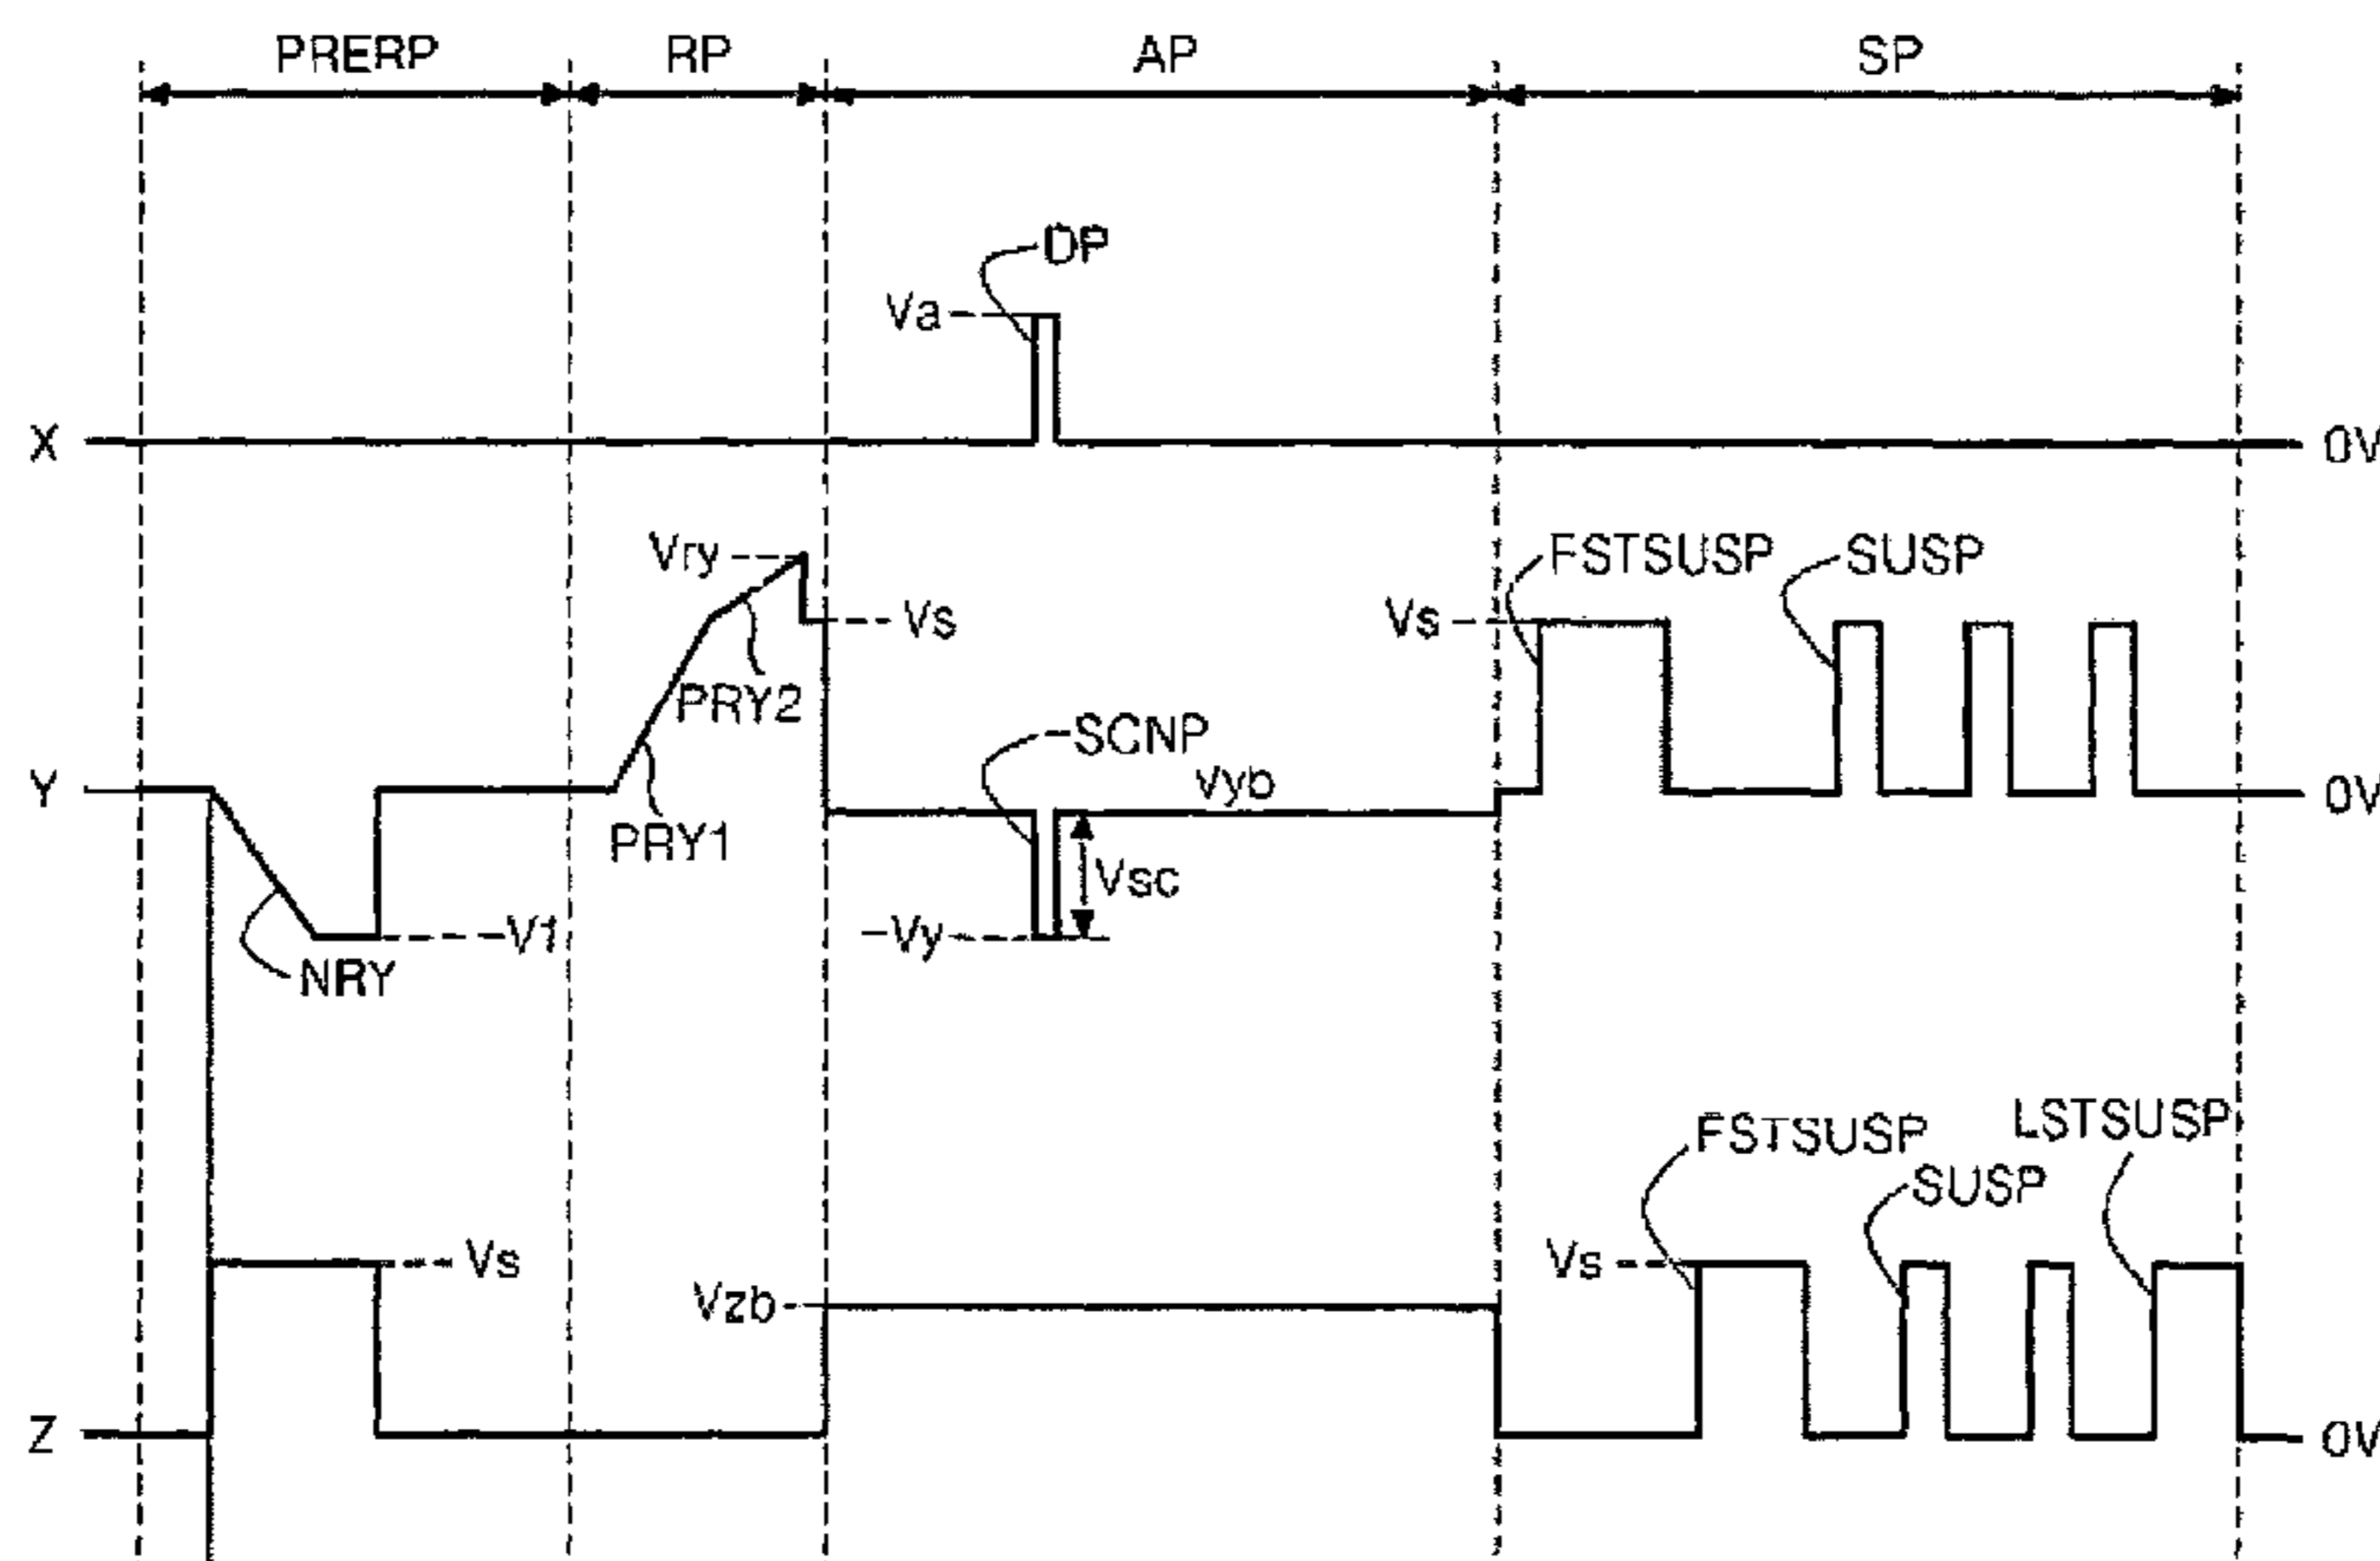 PRERP RP AP SP
DP
Va
X 0V
Vry FSTSUSP SUSP
Vs Vs
PRY2 -SCNP
Y vyb 0V
PRY1 Vsc
-V1 -Vy
NRY
FSTSUSP LSTSUSP
SUSP
Vs Vs
Vzb
Z 0V